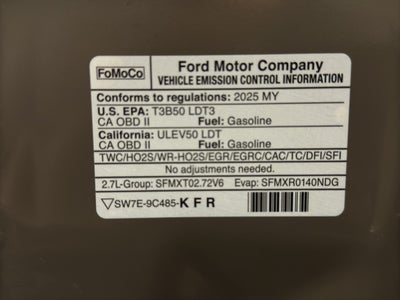 FoMoCo
Ford Motor Company
VEHICLE EMISSION CONTROL INFORMATION
Conforms to regulations: 2025 MY
U.S. EPA: T3B50 LDT3
CA OBD II Fuel: Gasoline
California: ULEV50 LDT
CA OBD II Fuel: Gasoline
TWC/HO2S/WR-HO2S/EGR/EGRC/CAC/TC/DFI/SFI
No adjustments needed.
2.7L-Group: SFMXT02.72V6 Evap: SFMXR0140NDG
SW7E-9C485-KFR